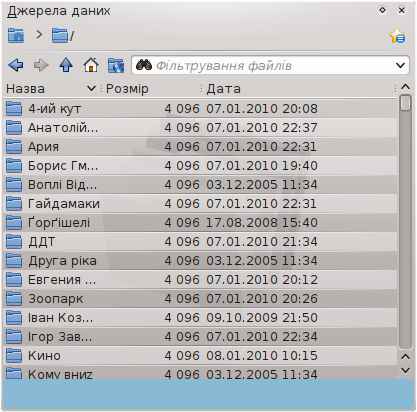 Джерела даних
/
Фільтрування файлів
Назва Розмір Дата
4-ий кут 4 096 07.01.2010 20:08
Анатолій... 4 096 07.01.2010 22:37
Ария 4 096 07.01.2010 22:31
Борис Гм... 4 096 07.01.2010 19:40
Воплі Від... 4 096 03.12.2005 11:34
Гайдамаки 4 096 07.01.2010 22:31
Ґорґішелі 4 096 17.08.2008 15:40
ДДТ 4 096 07.01.2010 21:34
Друга ріка 4 096 03.12.2005 11:34
Евгения ... 4 096 07.01.2010 20:12
Зоопарк 4 096 07.01.2010 20:26
Іван Коз... 4 096 09.10.2009 21:50
Ігор Зав... 4 096 07.01.2010 22:34
Кино 4 096 08.01.2010 10:15
Кому вниз 4 096 03.12.2005 11:34